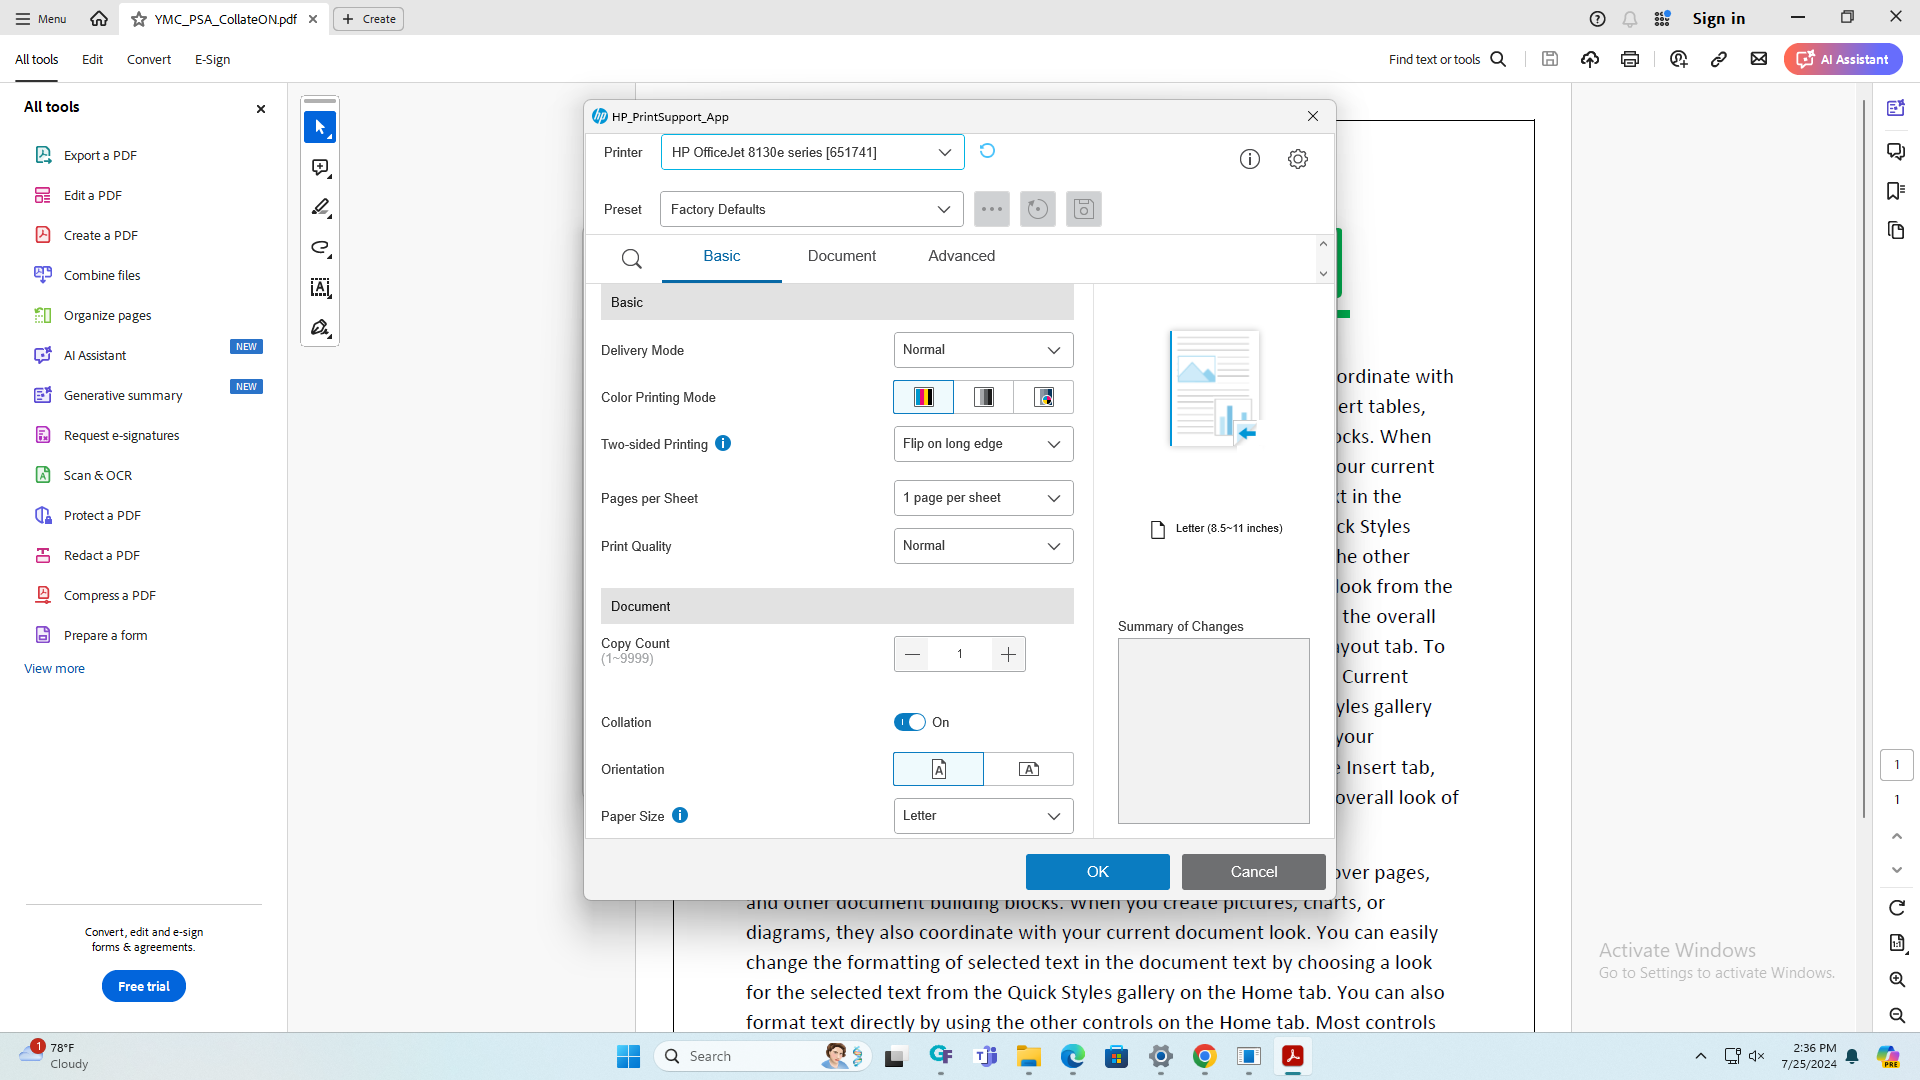 Menu
YMC_PSA_CollateON.pdf
Create
Sign in
All tools
Edit
Convert
E-Sign
Find text or tools
AI Assistant
All tools
Export a PDF
Edit a PDF
Create a PDF
Combine files
Organize pages
AI Assistant
NEW
Generative summary
NEW
Request e-signatures
Scan & OCR
Protect a PDF
Redact a PDF
Compress a PDF
Prepare a form
View more
Convert, edit and e-sign
forms & agreements.
Free trial
HP_PrintSupport_App
Printer
HP OfficeJet 8130e series [651741]
Preset
Factory Defaults
Basic
Document
Advanced
Basic
Delivery Mode
Normal
Color Printing Mode
Two-sided Printing
Flip on long edge
Pages per Sheet
1 page per sheet
Print Quality
Normal
Document
Copy Count
(1~9999)
1
Collation
On
Orientation
Paper Size
Letter
Letter (8.5~11 inches)
Summary of Changes
OK
Cancel
ordinate with
ert tables,
ocks. When
our current
xt in the
ck Styles
he other
look from the
the overall
ayout tab. To
Current
yles gallery
your
e Insert tab,
overall look of
over pages,
and other document building blocks. When you create pictures, charts, or
diagrams, they also coordinate with your current document look. You can easily
change the formatting of selected text in the document text by choosing a look
for the selected text from the Quick Styles gallery on the Home tab. You can also
format text directly by using the other controls on the Home tab. Most controls
1
1
Activate Windows
Go to Settings to activate Windows.
1
78°F
Cloudy
Search
2:36 PM
7/25/2024
PRE